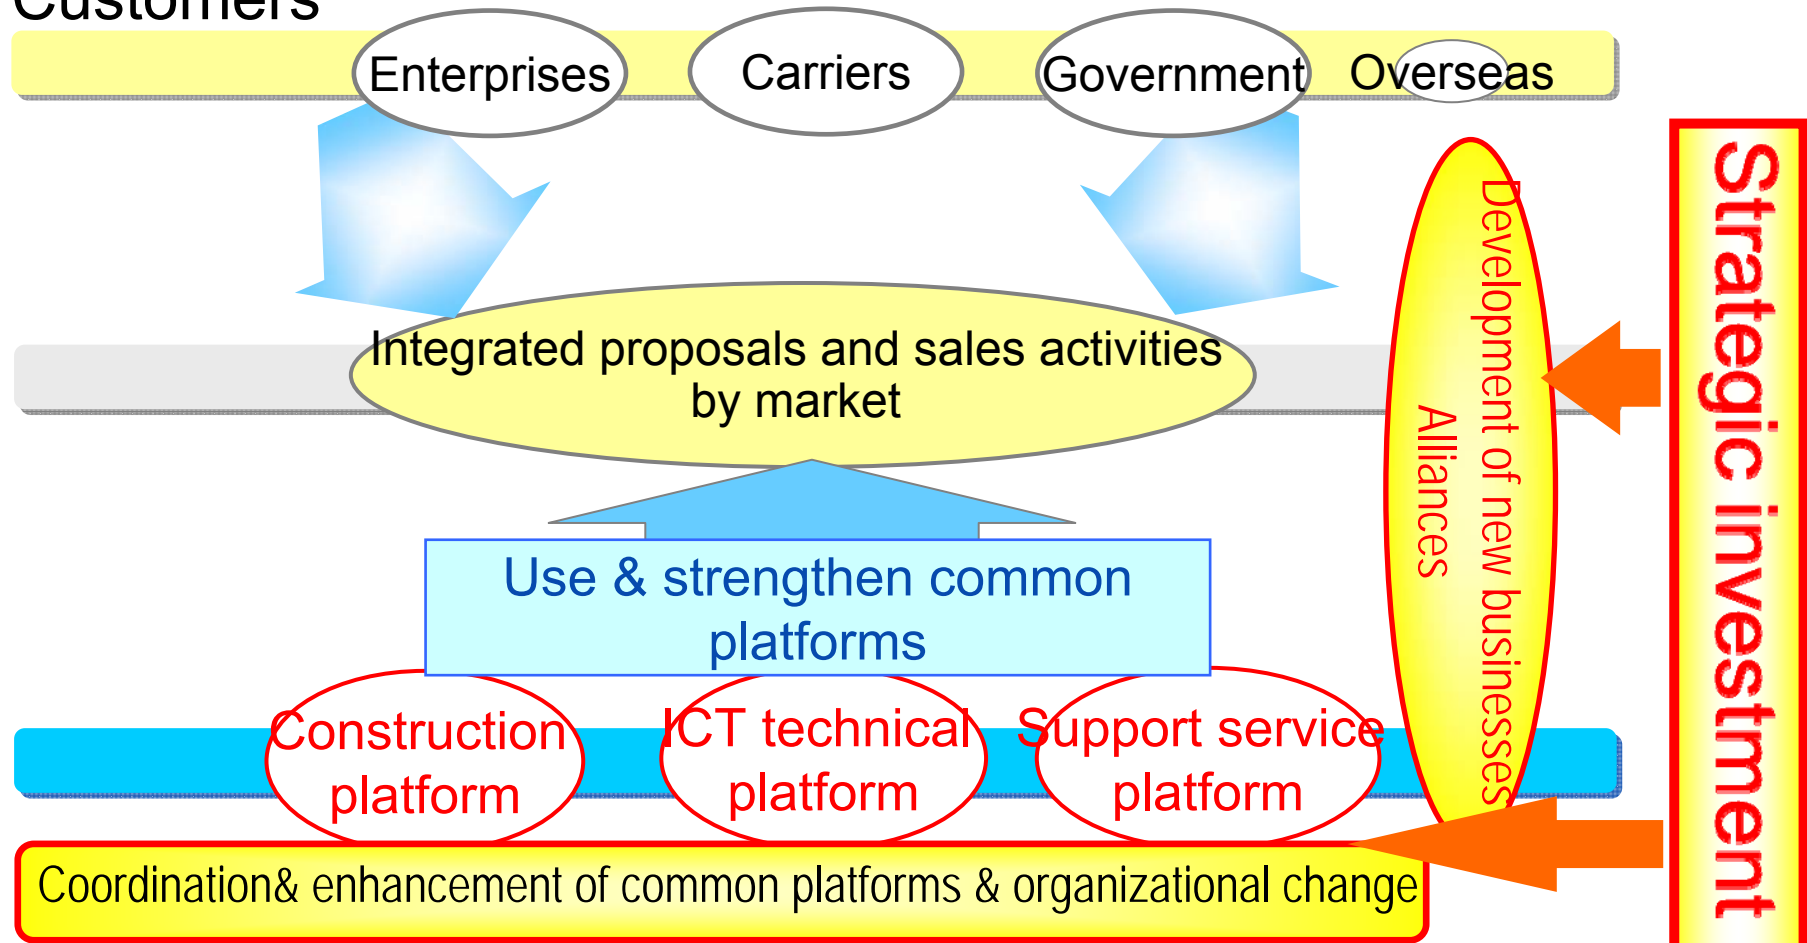 Customers
Enterprises
Carriers
Government
Overseas
Integrated proposals and sales activities
by market
Use & strengthen common
platforms
Construction
platform
ICT technical
platform
Support service
platform
Coordination& enhancement of common platforms & organizational change
Development of new businesses
Alliances
Strategic investment